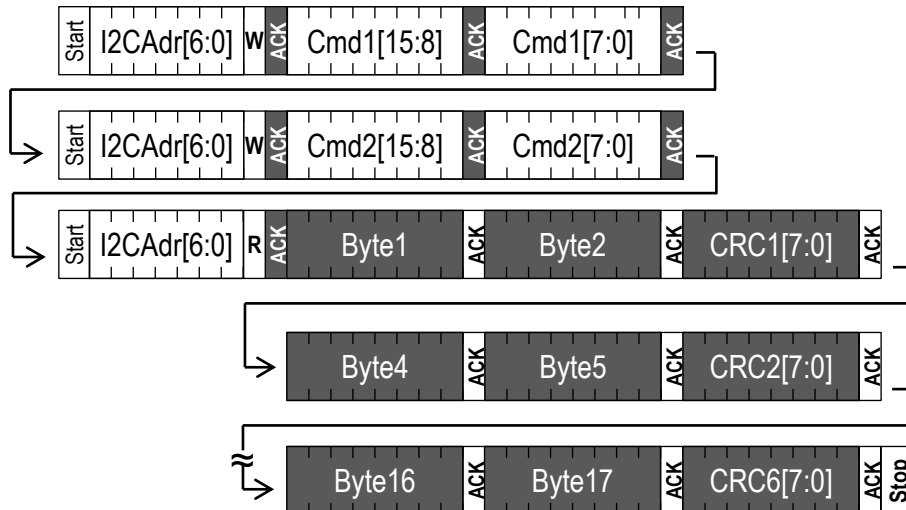 Start I2CAdr[6:0] W ACK Cmd1[15:8] ACK Cmd1[7:0] ACK
Start I2CAdr[6:0] W ACK Cmd2[15:8] ACK Cmd2[7:0] ACK
Start I2CAdr[6:0] R ACK Byte1 ACK Byte2 ACK CRC1[7:0] ACK
Byte4 ACK Byte5 ACK CRC2[7:0] ACK
Byte16 ACK Byte17 ACK CRC6[7:0] ACK Stop